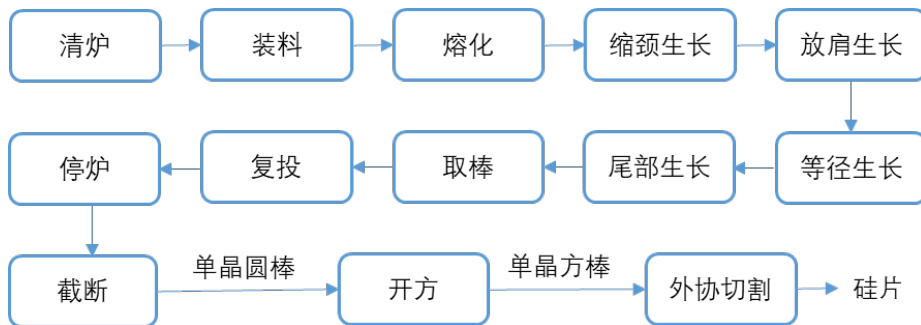 清炉
装料
熔化
缩颈生长
放肩生长
停炉
复投
取棒
尾部生长
等径生长
截断
单晶圆棒
开方
单晶方棒
外协切割
硅片